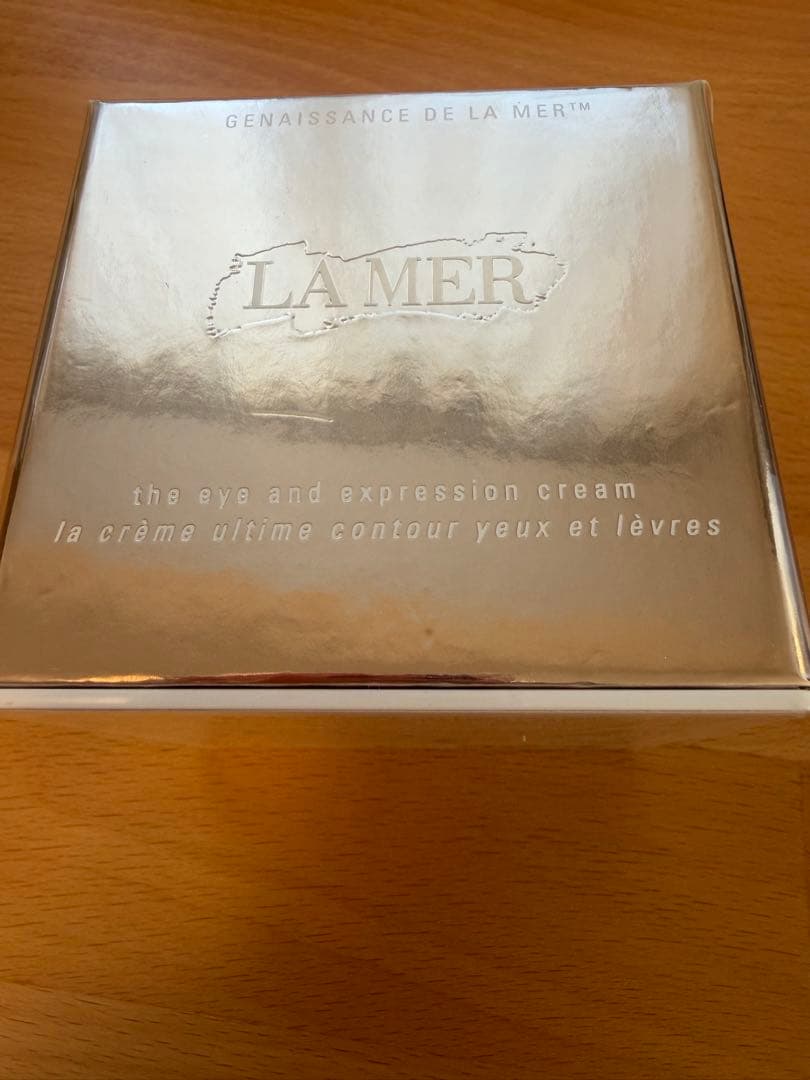 GENAISSANCE DE LA MER™
LA MER
the eye and expression cream
la crème ultime contour yeux et lèvres